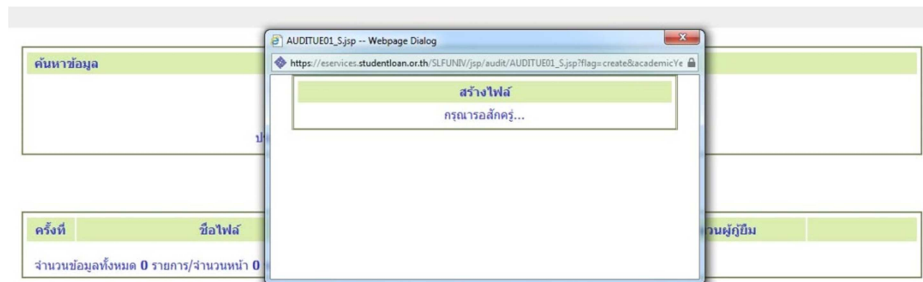 AUDITUE01_S.jsp -- Webpage Dialog
https://eservices.studentloan.or.th/SLFUNIV/jsp/audit/AUDITUE01_S.jsp?flag=create&academicYe
ค้นหาข้อมูล
สร้างไฟล์
กรุณารอสักครู่...
ครั้งที่ ชื่อไฟล์ วนผู้กู้ยืม
จำนวนข้อมูลทั้งหมด 0 รายการ/จำนวนหน้า 0